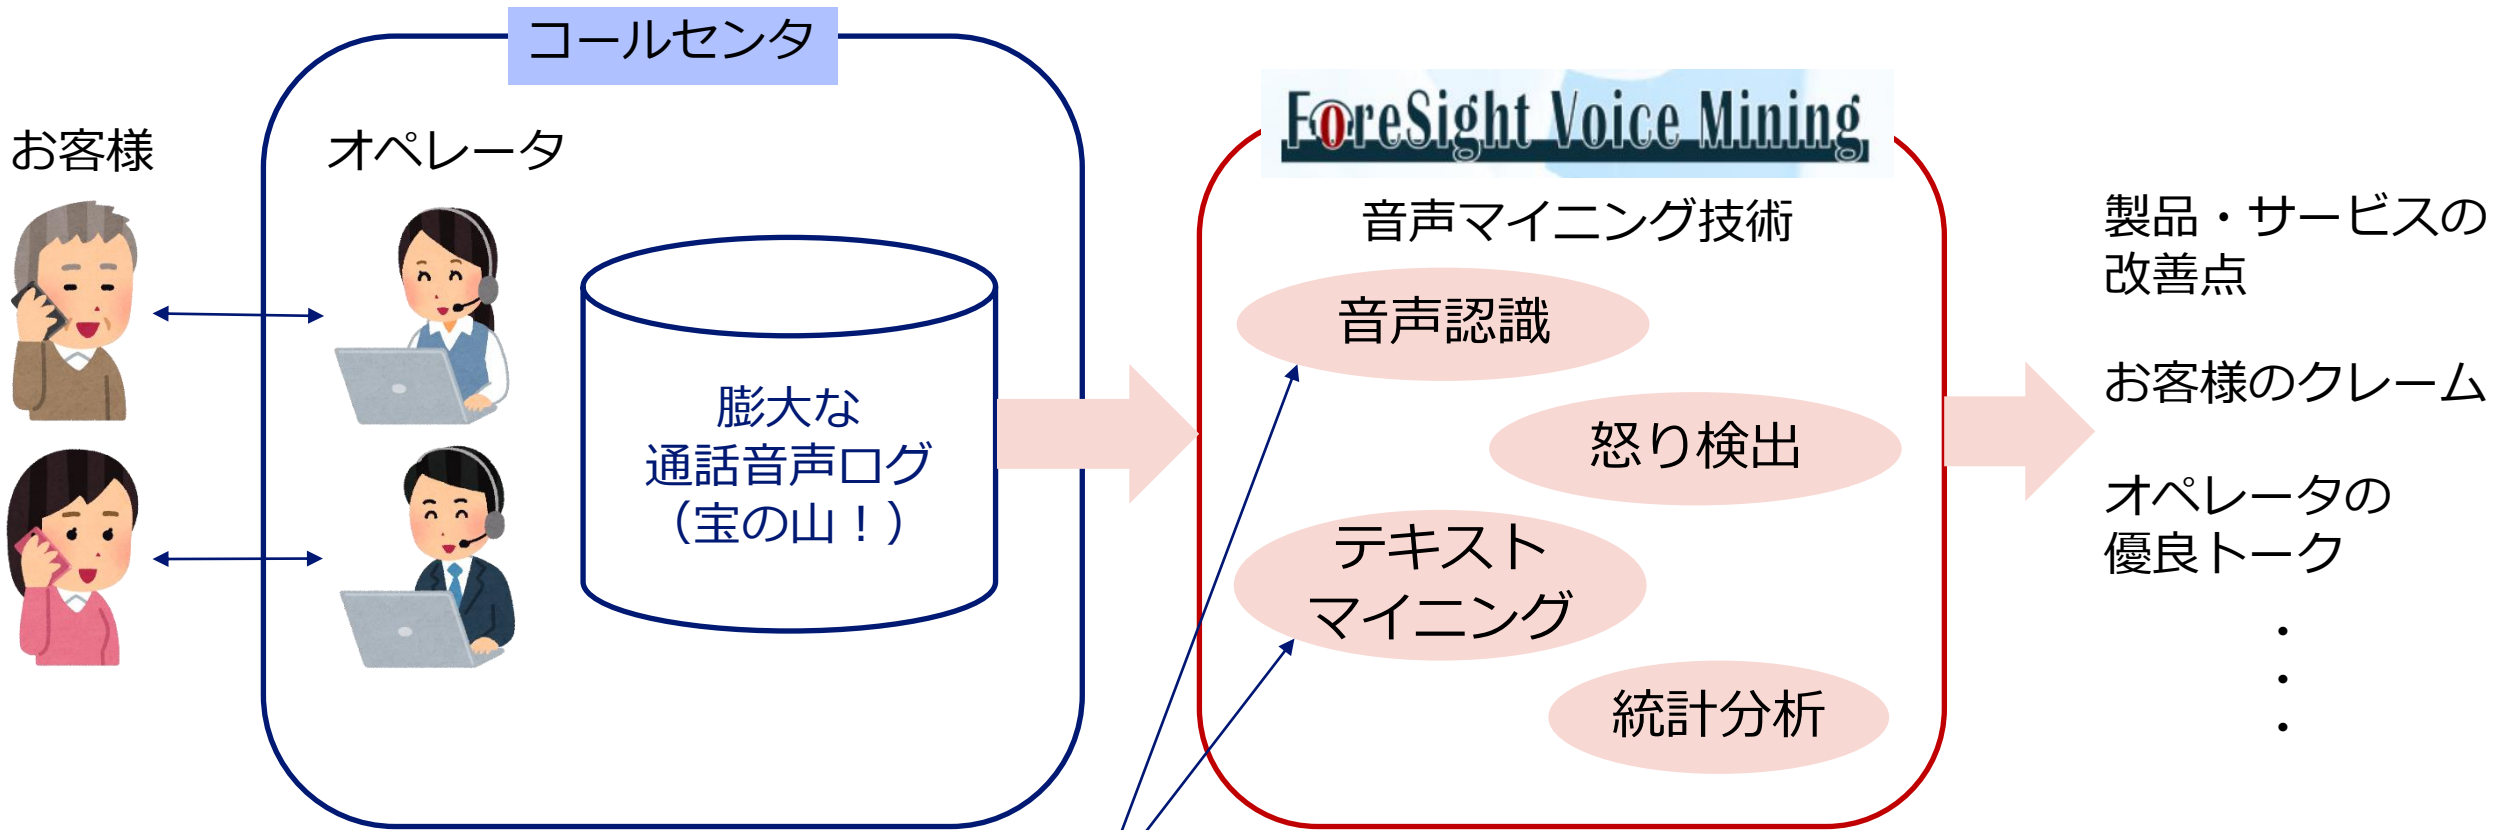 コールセンタ
お客様
オペレータ
膨大な
通話音声ログ
（宝の山！）
ForeSight Voice Mining
音声マイニング技術
音声認識
怒り検出
テキスト
マイニング
統計分析
製品・サービスの
改善点
お客様のクレーム
オペレータの
優良トーク
・
・
・